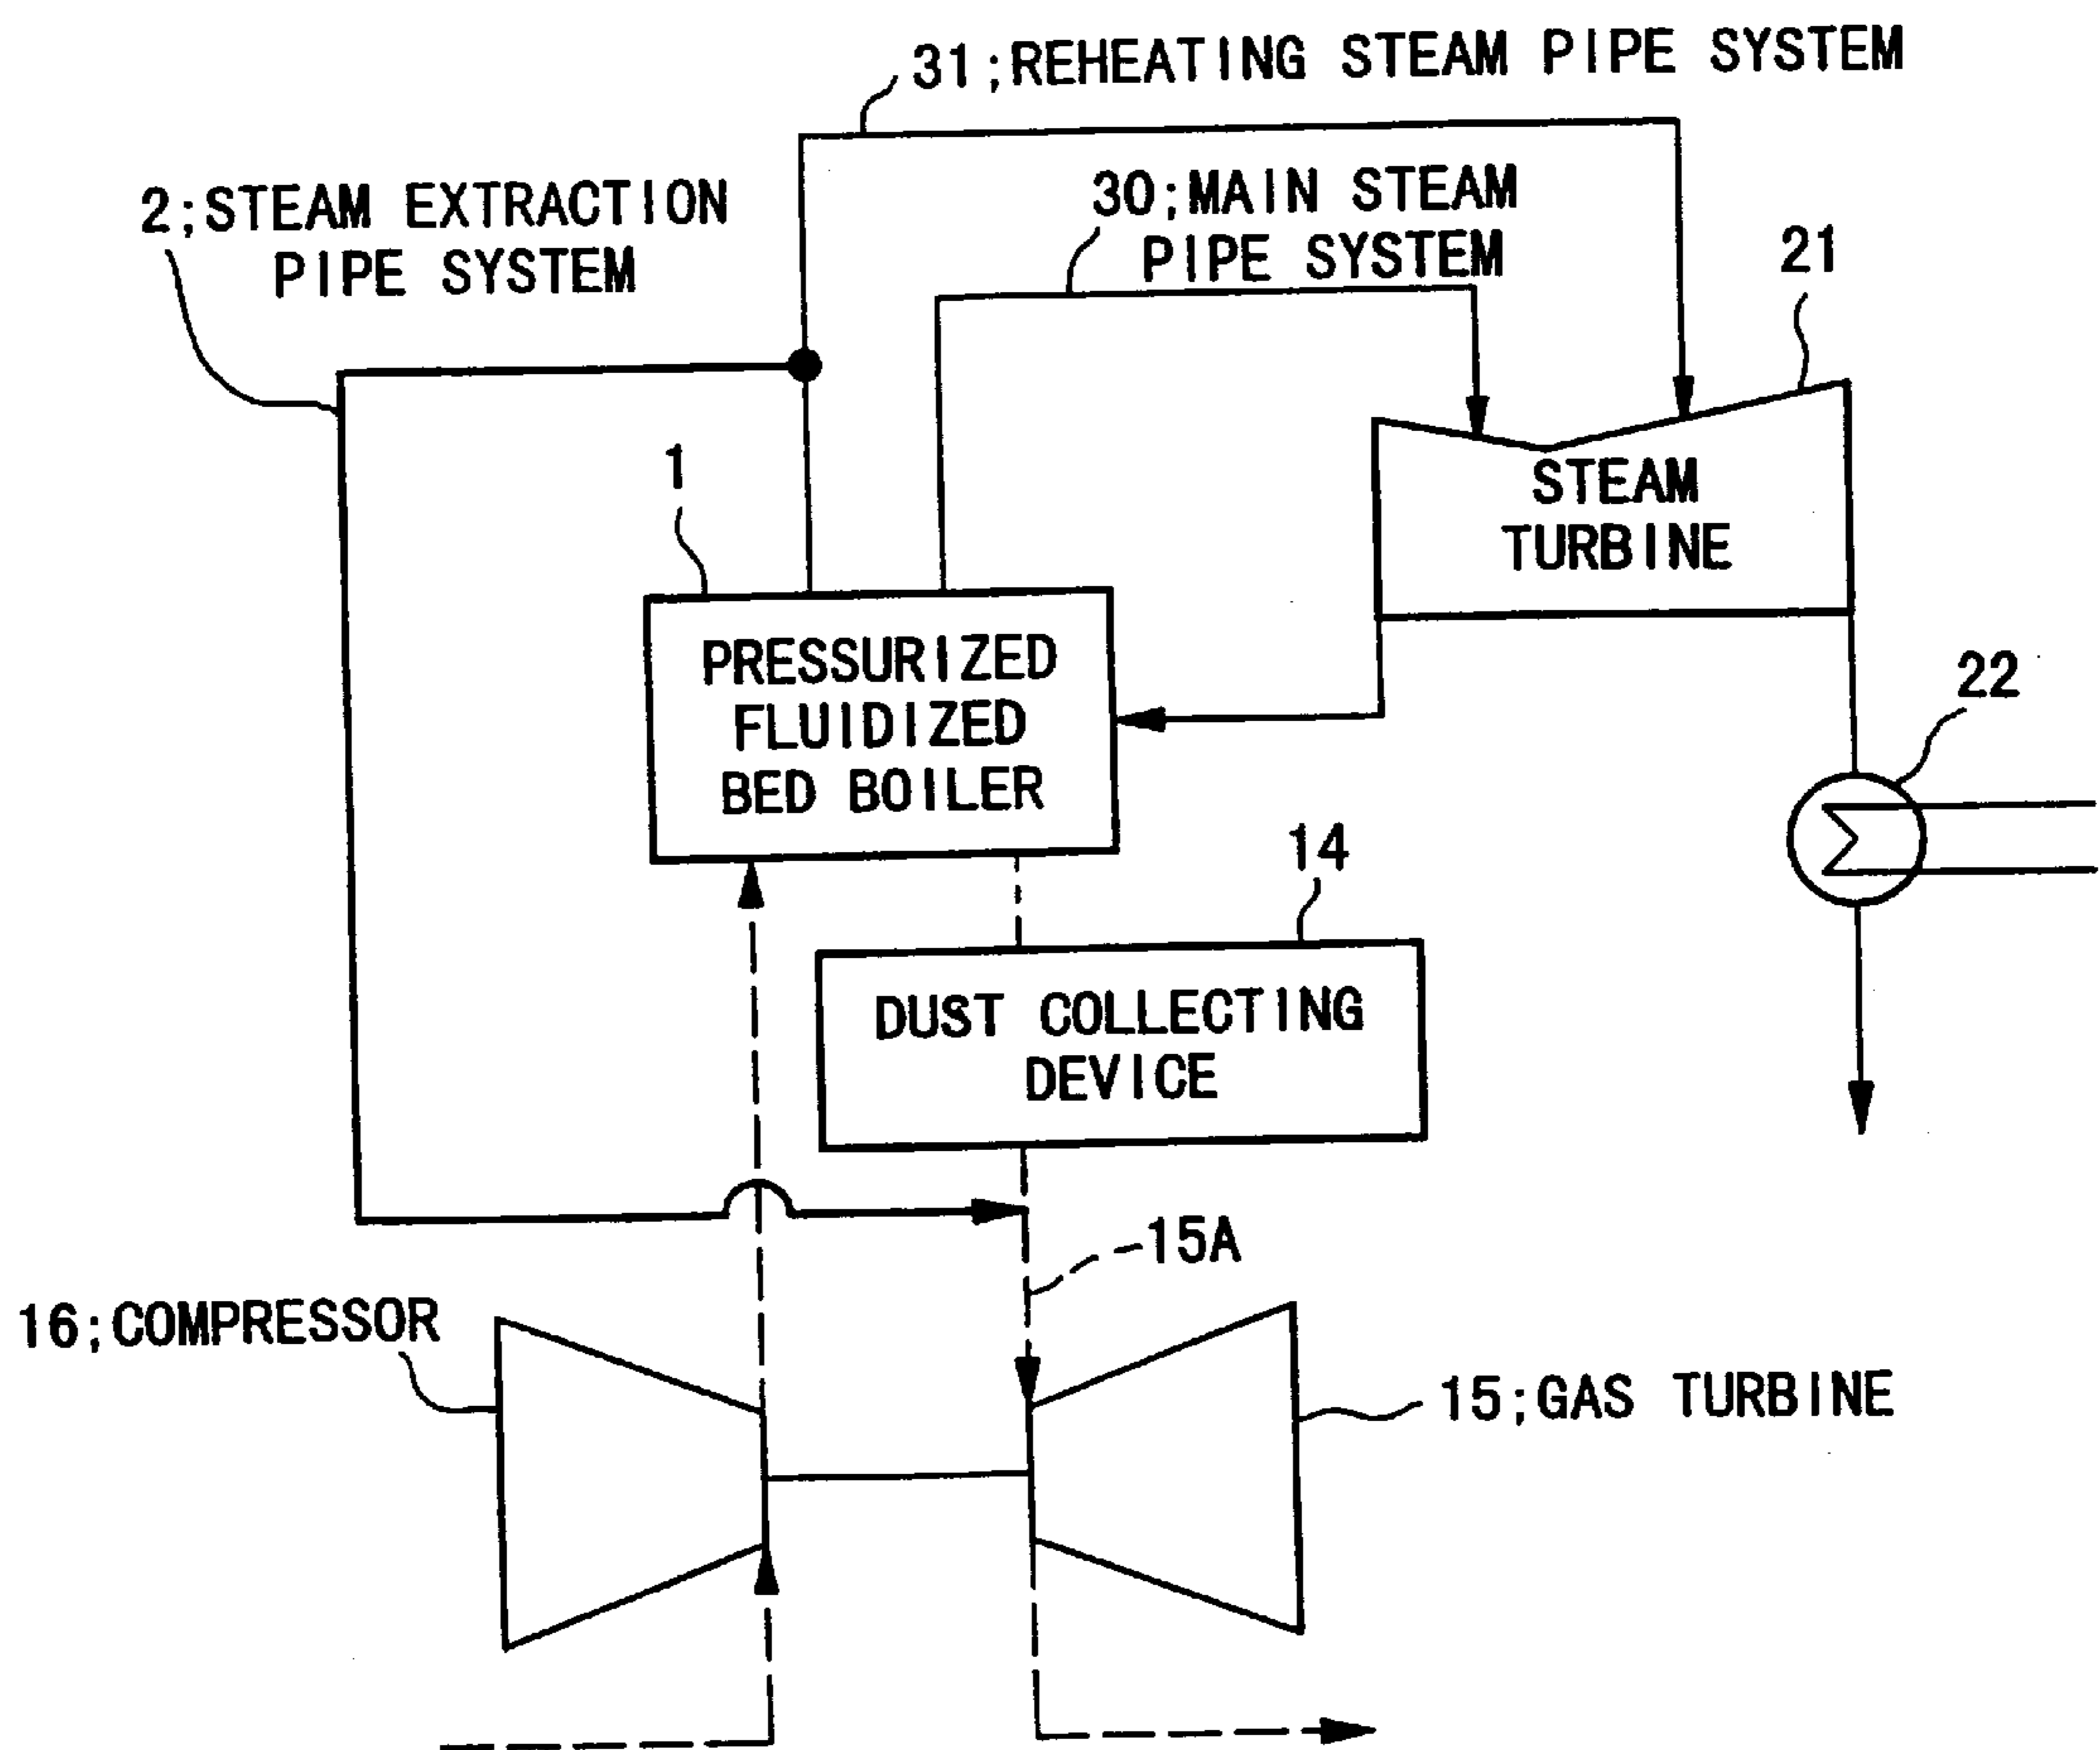 31;REHEATING STEAM PIPE SYSTEM
2;STEAM EXTRACTION
PIPE SYSTEM
30;MAIN STEAM
PIPE SYSTEM
21
1
STEAM
TURBINE
PRESSURIZED
FLUIDIZED
BED BOILER
22
14
DUST COLLECTING
DEVICE
15A
16;COMPRESSOR
15;GAS TURBINE